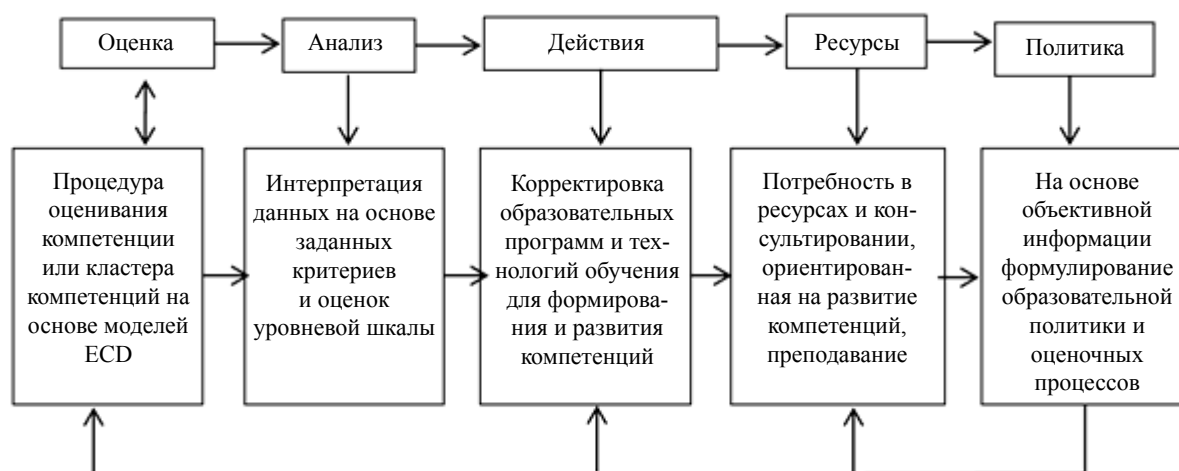 Оценка
Анализ
Действия
Ресурсы
Политика
Процедура
оценивания
компетенции
или кластера
компетенций на
основе моделей
ECD
Интерпретация
данных на основе
заданных
критериев
и оценок
уровневой шкалы
Корректировка
образовательных
программ и тех-
нологий обучения
для формирова-
ния и развития
компетенций
Потребность в
ресурсах и кон-
сультировании,
ориентирован-
ная на развитие
компетенций,
преподавание
На основе
объективной
информации
формулирование
образовательной
политики и
оценочных
процессов